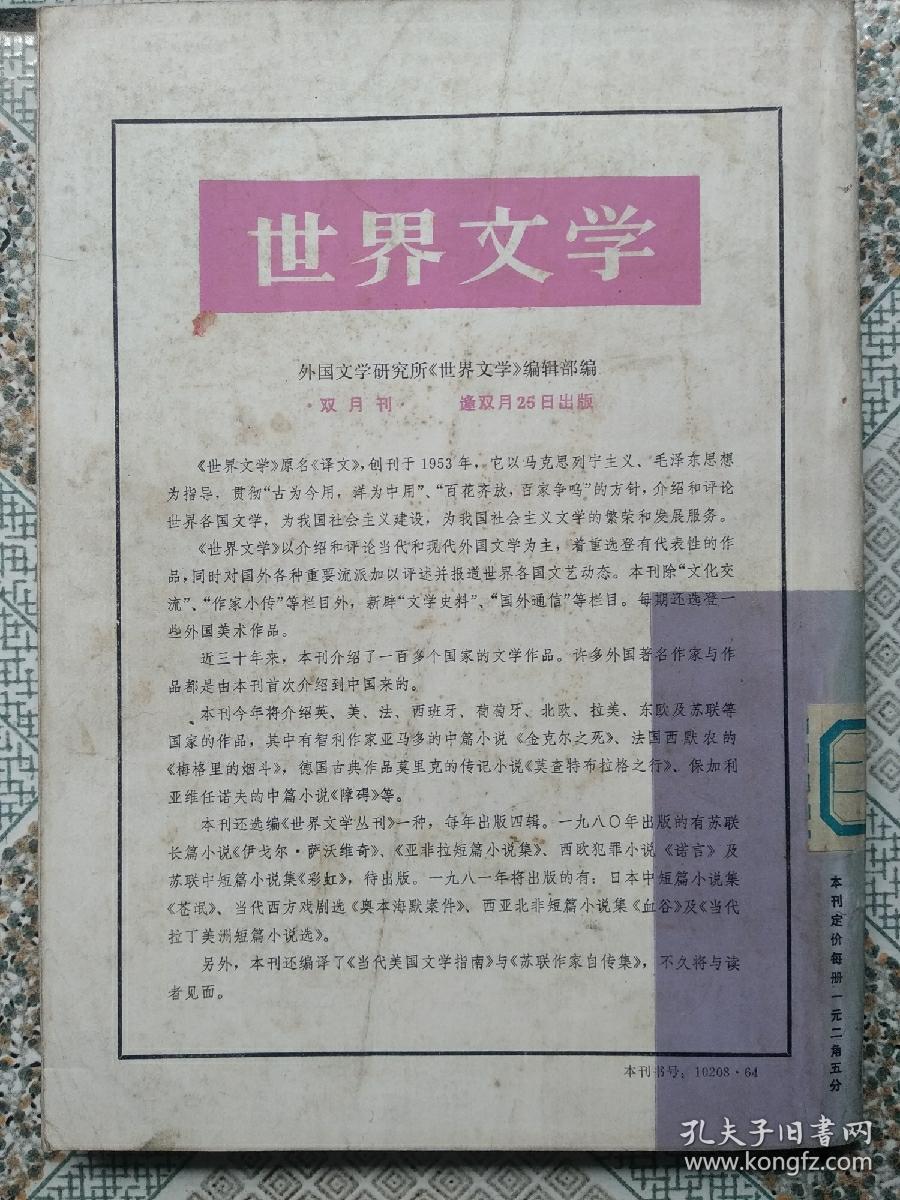 世界文学
外国文学研究所《世界文学》编辑部编
·双月刊· 逢双月25日出版
《世界文学》原名《译文》，创刊于1953年，它以马克思列宁主义、毛泽东思想
为指导，贯彻“古为今用，洋为中用”、“百花齐放，百家争鸣”的方针，介绍和评论
世界各国文学，为我国社会主义建设，为我国社会主义文学的繁荣和发展服务。
《世界文学》以介绍和评论当代和现代外国文学为主，着重选登有代表性的作
品，同时对国外各种重要流派加以评述并报道世界各国文艺动态。本刊除“文化交
流”、“作家小传”等栏目外，新辟“文学史料”、“国外通信”等栏目。每期还选登一
些外国美术作品。
近三十年来，本刊介绍了一百多个国家的文学作品。许多外国著名作家与作
品都是由本刊首次介绍到中国来的。
本刊今年将介绍英、美、法、西班牙、葡萄牙、北欧、拉美、东欧及苏联等
国家的作品，其中有智利作家亚马多的中篇小说《金克尔之死》、法国西默农的
《梅格里的烟斗》，德国古典作品莫里克的传记小说《莫查特布拉格之行》、保加利
亚维任诺夫的中篇小说《障碍》等。
本刊还选编《世界文学丛刊》一种，每年出版四辑。一九八〇年出版的有苏联
长篇小说《伊戈尔·萨沃维奇》、《亚非拉短篇小说集》、西欧犯罪小说《诺言》及
苏联中短篇小说集《彩虹》，待出版。一九八一年将出版的有：日本中短篇小说集
《苍氓》、当代西方戏剧选《奥本海默案件》、西亚北非短篇小说集《血谷》及《当代
拉丁美洲短篇小说选》。
另外，本刊还编译了《当代美国文学指南》与《苏联作家自传集》，不久将与读
者见面。
本刊书号：10208·64
本刊定价每册一元二角五分
孔夫子旧书网
www.kongfz.com